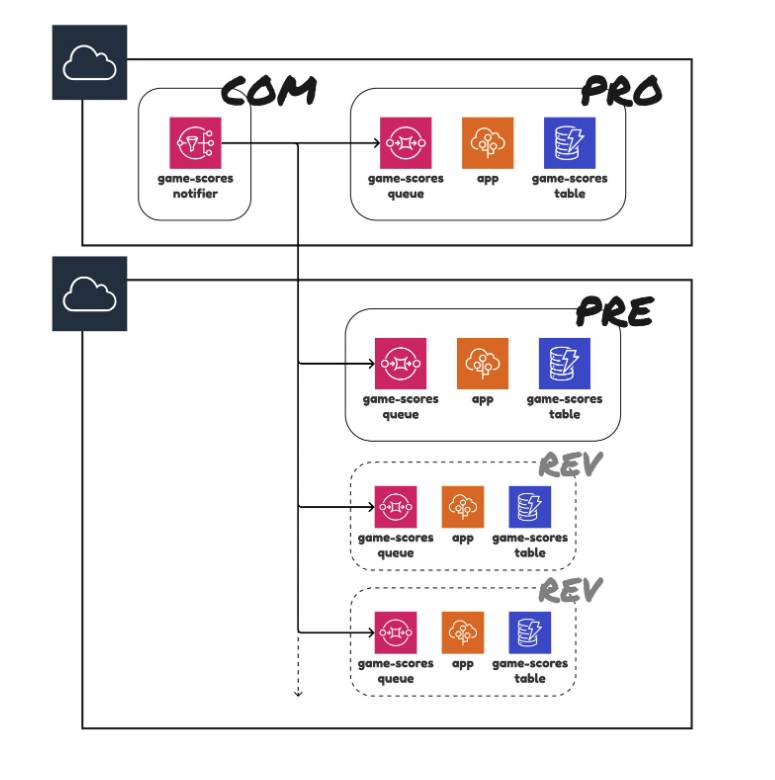 COM
PRO
game-scores
notifier
game-scores
queue
app
game-scores
table
PRE
game-scores
queue
app
game-scores
table
REV
game-scores
queue
app
game-scores
table
REV
game-scores
queue
app
game-scores
table